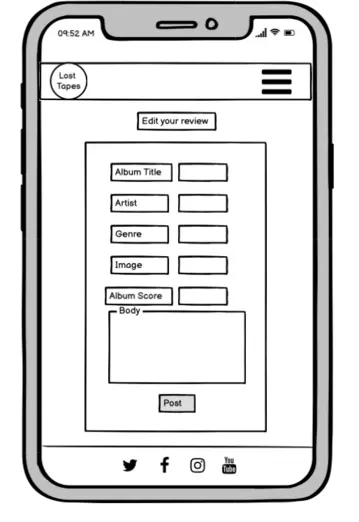 09:52 AM
Lost
Tapes
Edit your review
Album Title
Artist
Genre
Image
Album Score
Body
Post
You
Tube